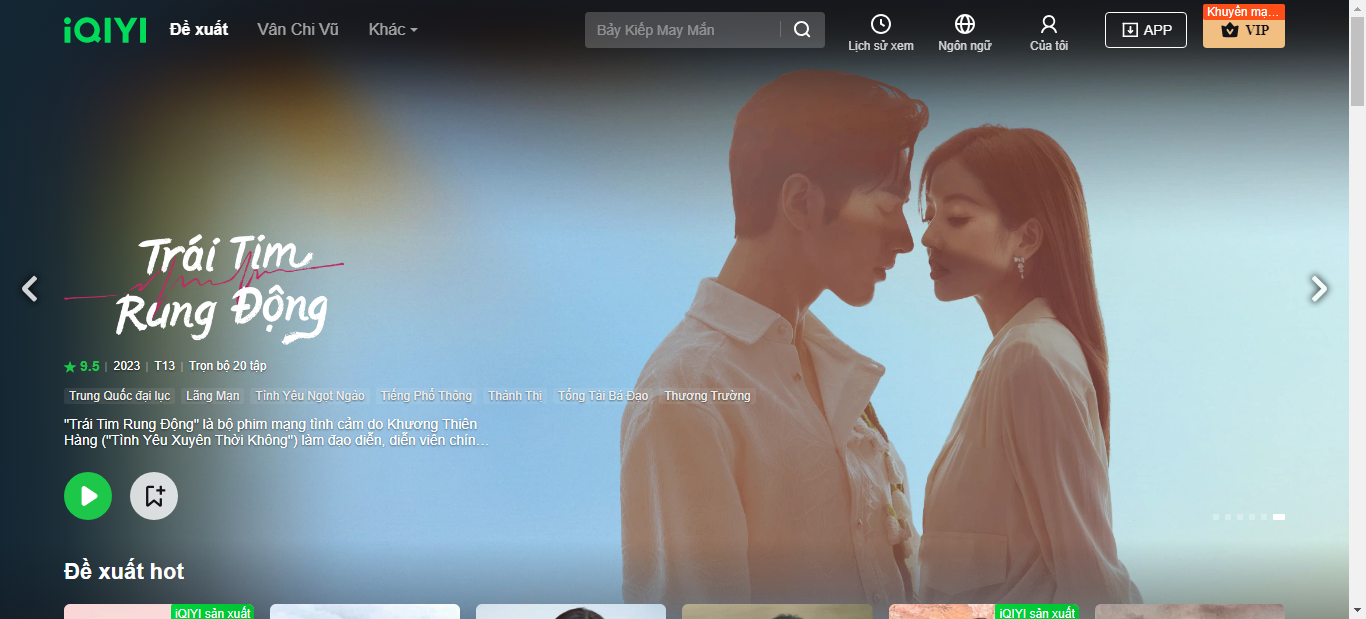 iQIYI Đề xuất Vân Chi Vũ Khác Bảy Kiếp May Mắn Lịch sử xem Ngôn ngữ Của tôi APP Khuyến mạ... VIP
Trái Tim
Rung Động
9.5 | 2023 | T13 | Trọn bộ 20 tập
Trung Quốc đại lục Lãng Mạn Tình Yêu Ngọt Ngào Tiếng Phổ Thông Thành Thị Tổng Tài Bá Đạo Thương Trường
"Trái Tim Rung Động" là bộ phim mạng tình cảm do Khương Thiên
Hàng ("Tình Yêu Xuyên Thời Không") làm đạo diễn, diễn viên chín...
Đề xuất hot
iQIYI sản xuất iQIYI sản xuất